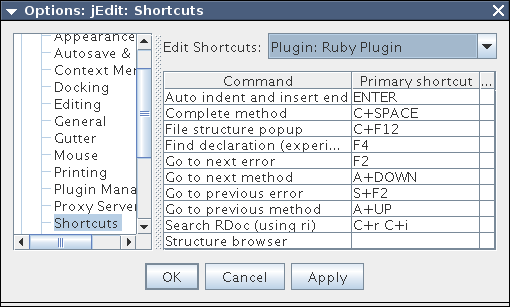 Options: jEdit: Shortcuts
Appearance
Autosave &
Context Mer
Docking
Editing
General
Gutter
Mouse
Printing
Plugin Mana
Proxy Server
Shortcuts
Edit Shortcuts: Plugin: Ruby Plugin
Command Primary shortcut ...
Auto indent and insert end ENTER
Complete method C+SPACE
File structure popup C+F12
Find declaration (experi... F4
Go to next error F2
Go to next method A+DOWN
Go to previous error S+F2
Go to previous method A+UP
Search RDoc (using ri) C+r C+i
Structure browser
OK Cancel Apply